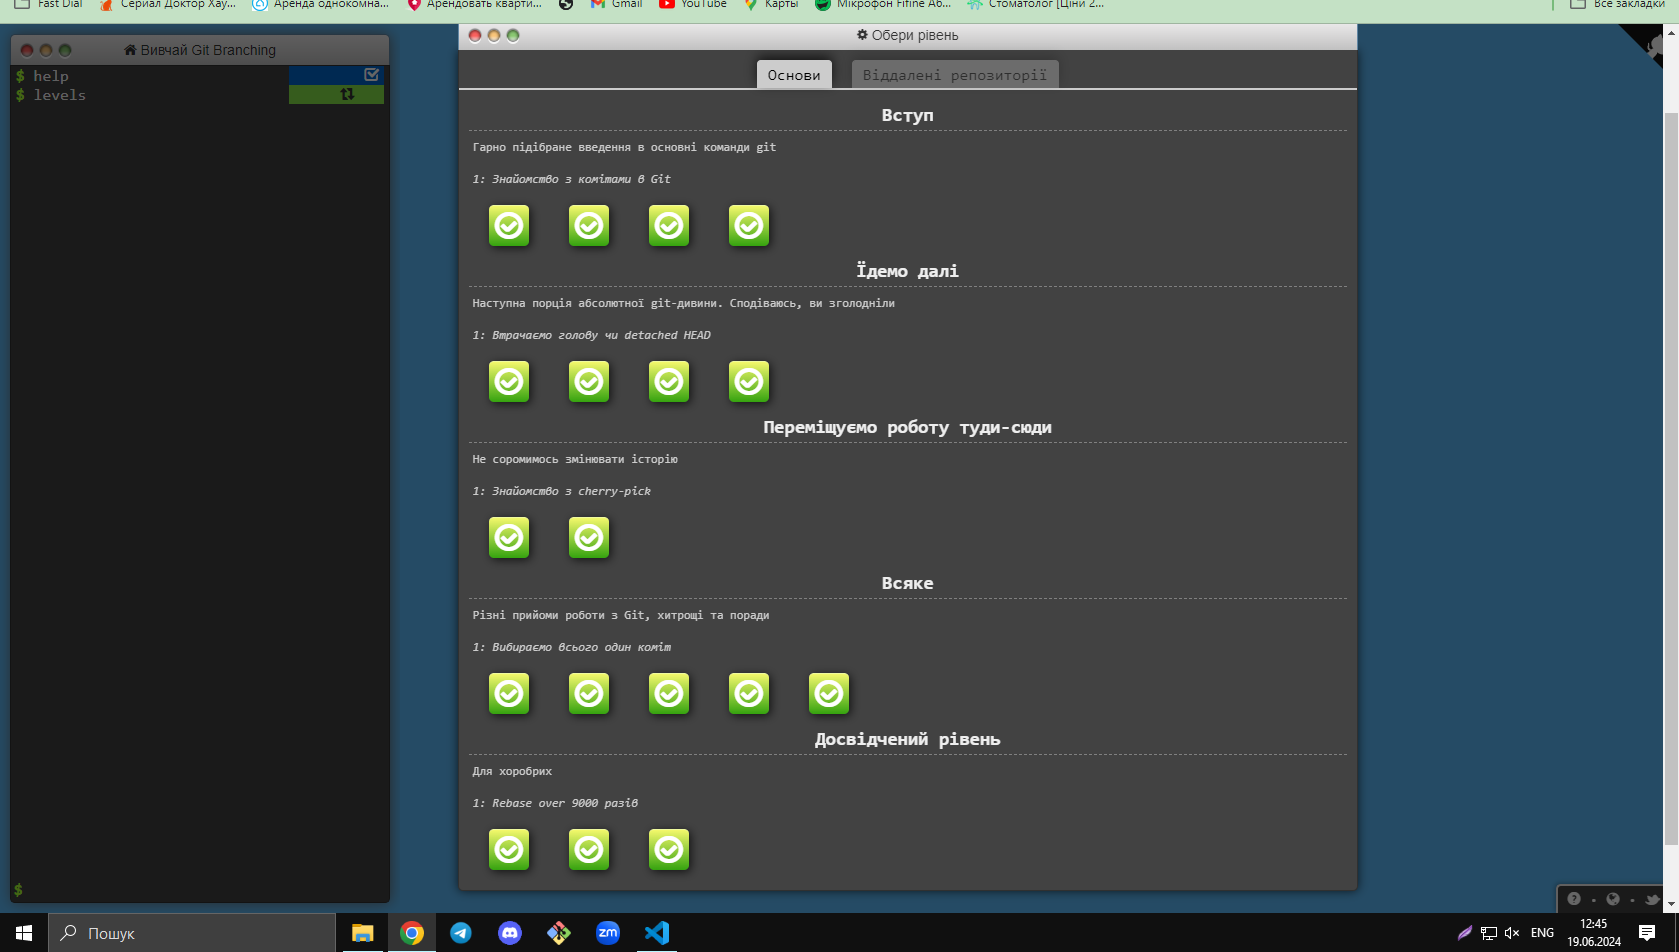 Fast Dial
Сериал Доктор Хау...
Аренда однокомна...
Арендовать кварти...
Gmail
YouTube
Карты
Мікрофон Fifine A6...
Стоматолог [Ціни 2...
Все закладки
Вивчай Git Branching
$ help
$ levels
$
Обери рівень
Основи
Віддалені репозиторії
Вступ
Гарно підібране введення в основні команди git
1: Знайомство з комітами в Git
Їдемо далі
Наступна порція абсолютної git-дивини. Сподіваюсь, ви зголодніли
1: Втрачаємо голову чи detached HEAD
Переміщуємо роботу туди-сюди
Не соромимось змінювати історію
1: Знайомство з cherry-pick
Всяке
Різні прийоми роботи з Git, хитрощі та поради
1: Вибираємо всього один коміт
Досвідчений рівень
Для хоробрих
1: Rebase over 9000 разів
Пошук
zm
ENG
12:45
19.06.2024